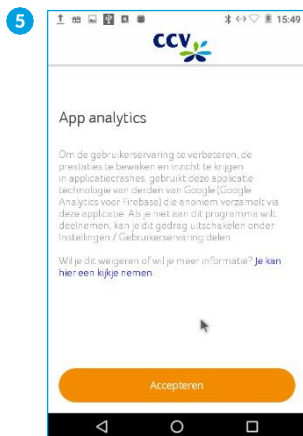 5
15:49
CCV
App analytics
Om de gebruikerservaring te verbeteren, de
prestaties te bewaken en inzicht te krijgen
in applicatiecrashes, gebruikt deze applicatie
technologie van derden van Google (Google
Analytics voor Firebase) die anoniem verzamelt via
deze applicatie. Als je niet aan dit programma wilt
deelnemen, kan je dit gedrag uitschakelen onder
Instellingen / Gebruikerservaring delen
Wil je dit weigeren of wil je meer informatie? Je kan
hier een kijkje nemen.
Accepteren